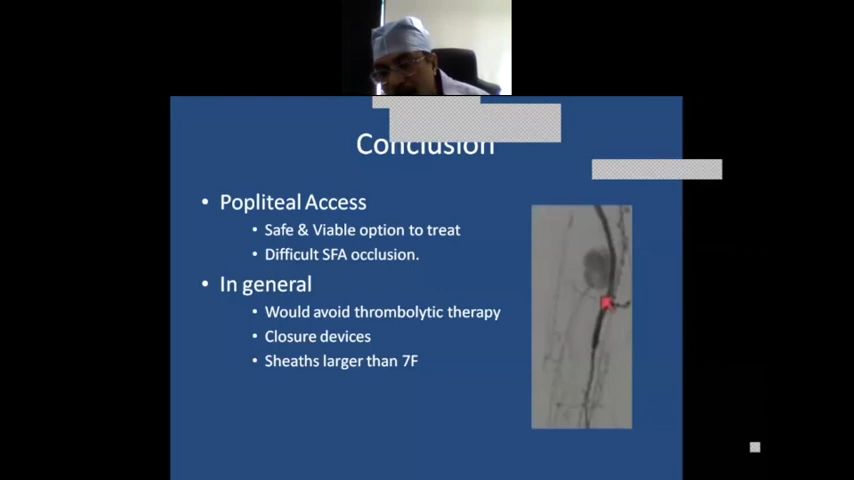 Conclusion
• Popliteal Access
• Safe & Viable option to treat
• Difficult SFA occlusion.
• In general
• Would avoid thrombolytic therapy
• Closure devices
• Sheaths larger than 7F